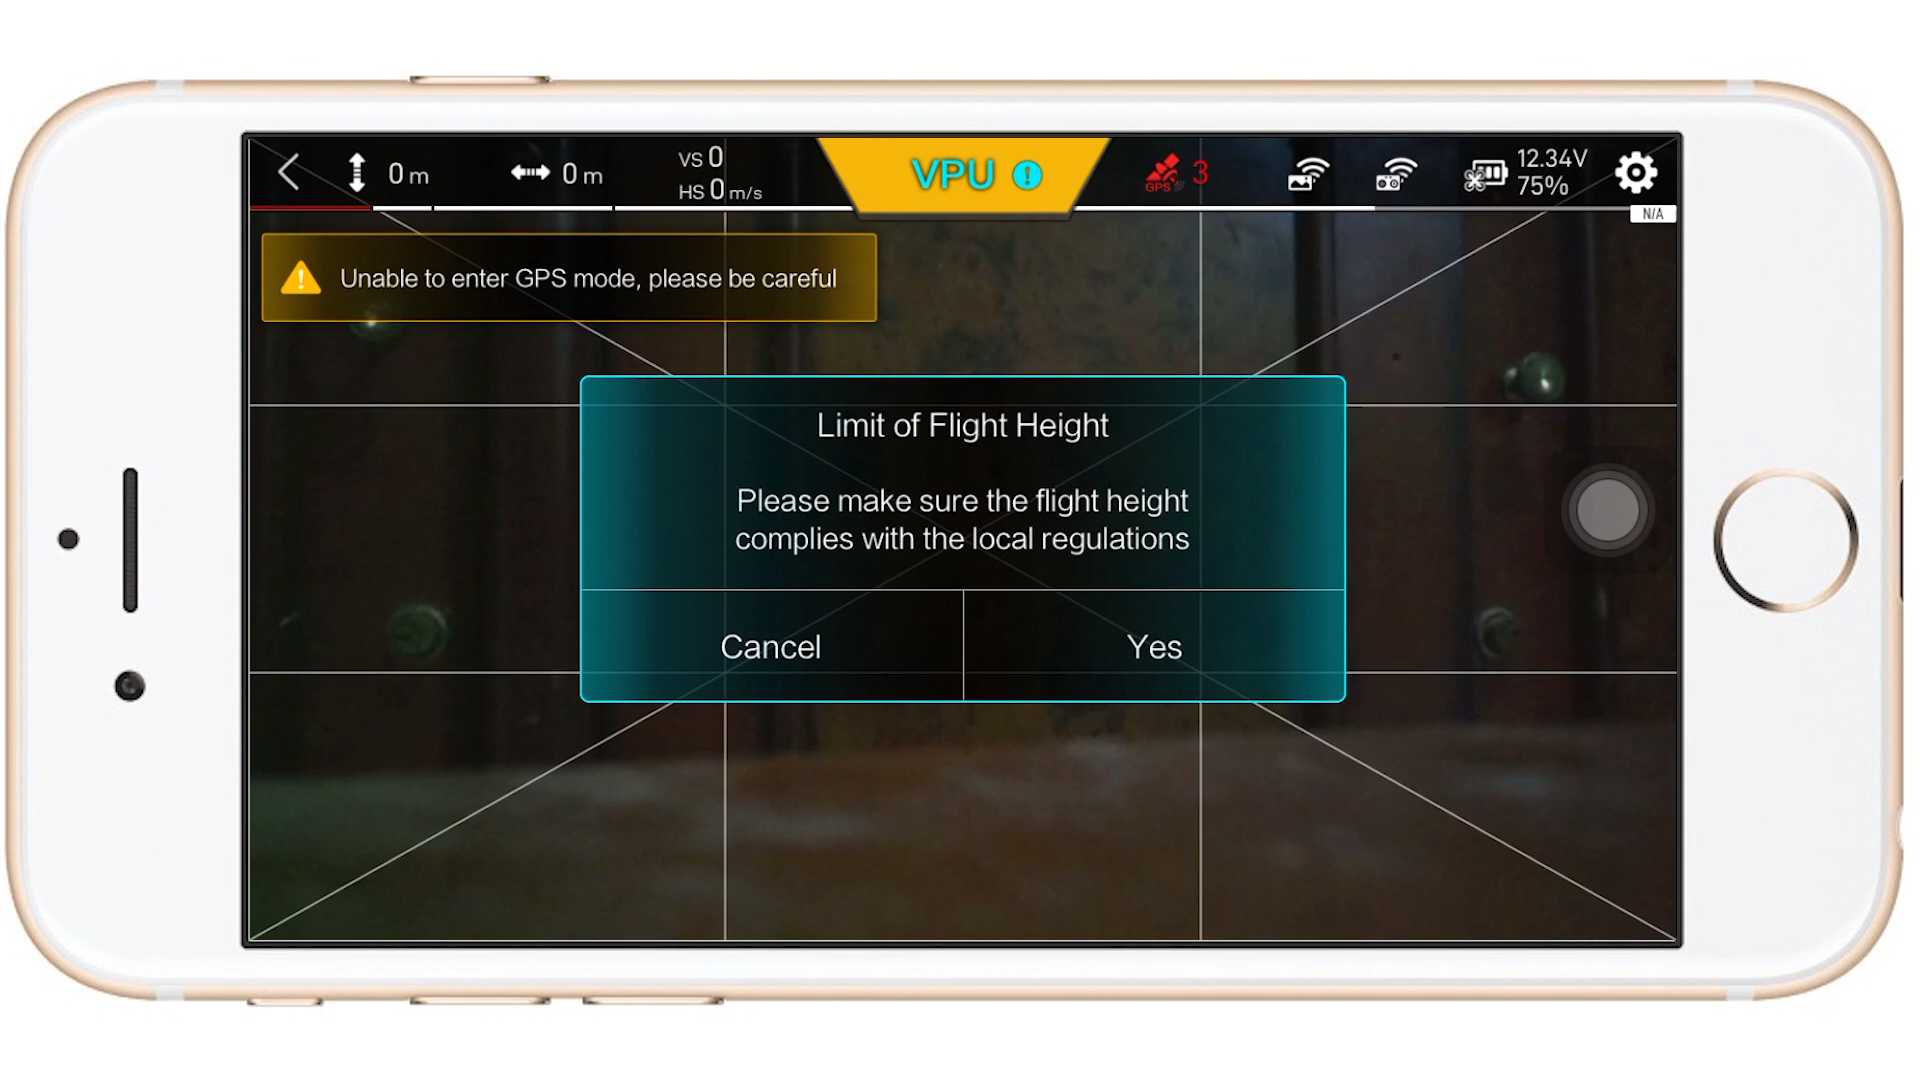 0 m
0 m
VS 0
HS 0 m/s
VPU
GPS 3
12.34V
75%
N/A
Unable to enter GPS mode, please be careful
Limit of Flight Height
Please make sure the flight height
complies with the local regulations
Cancel
Yes